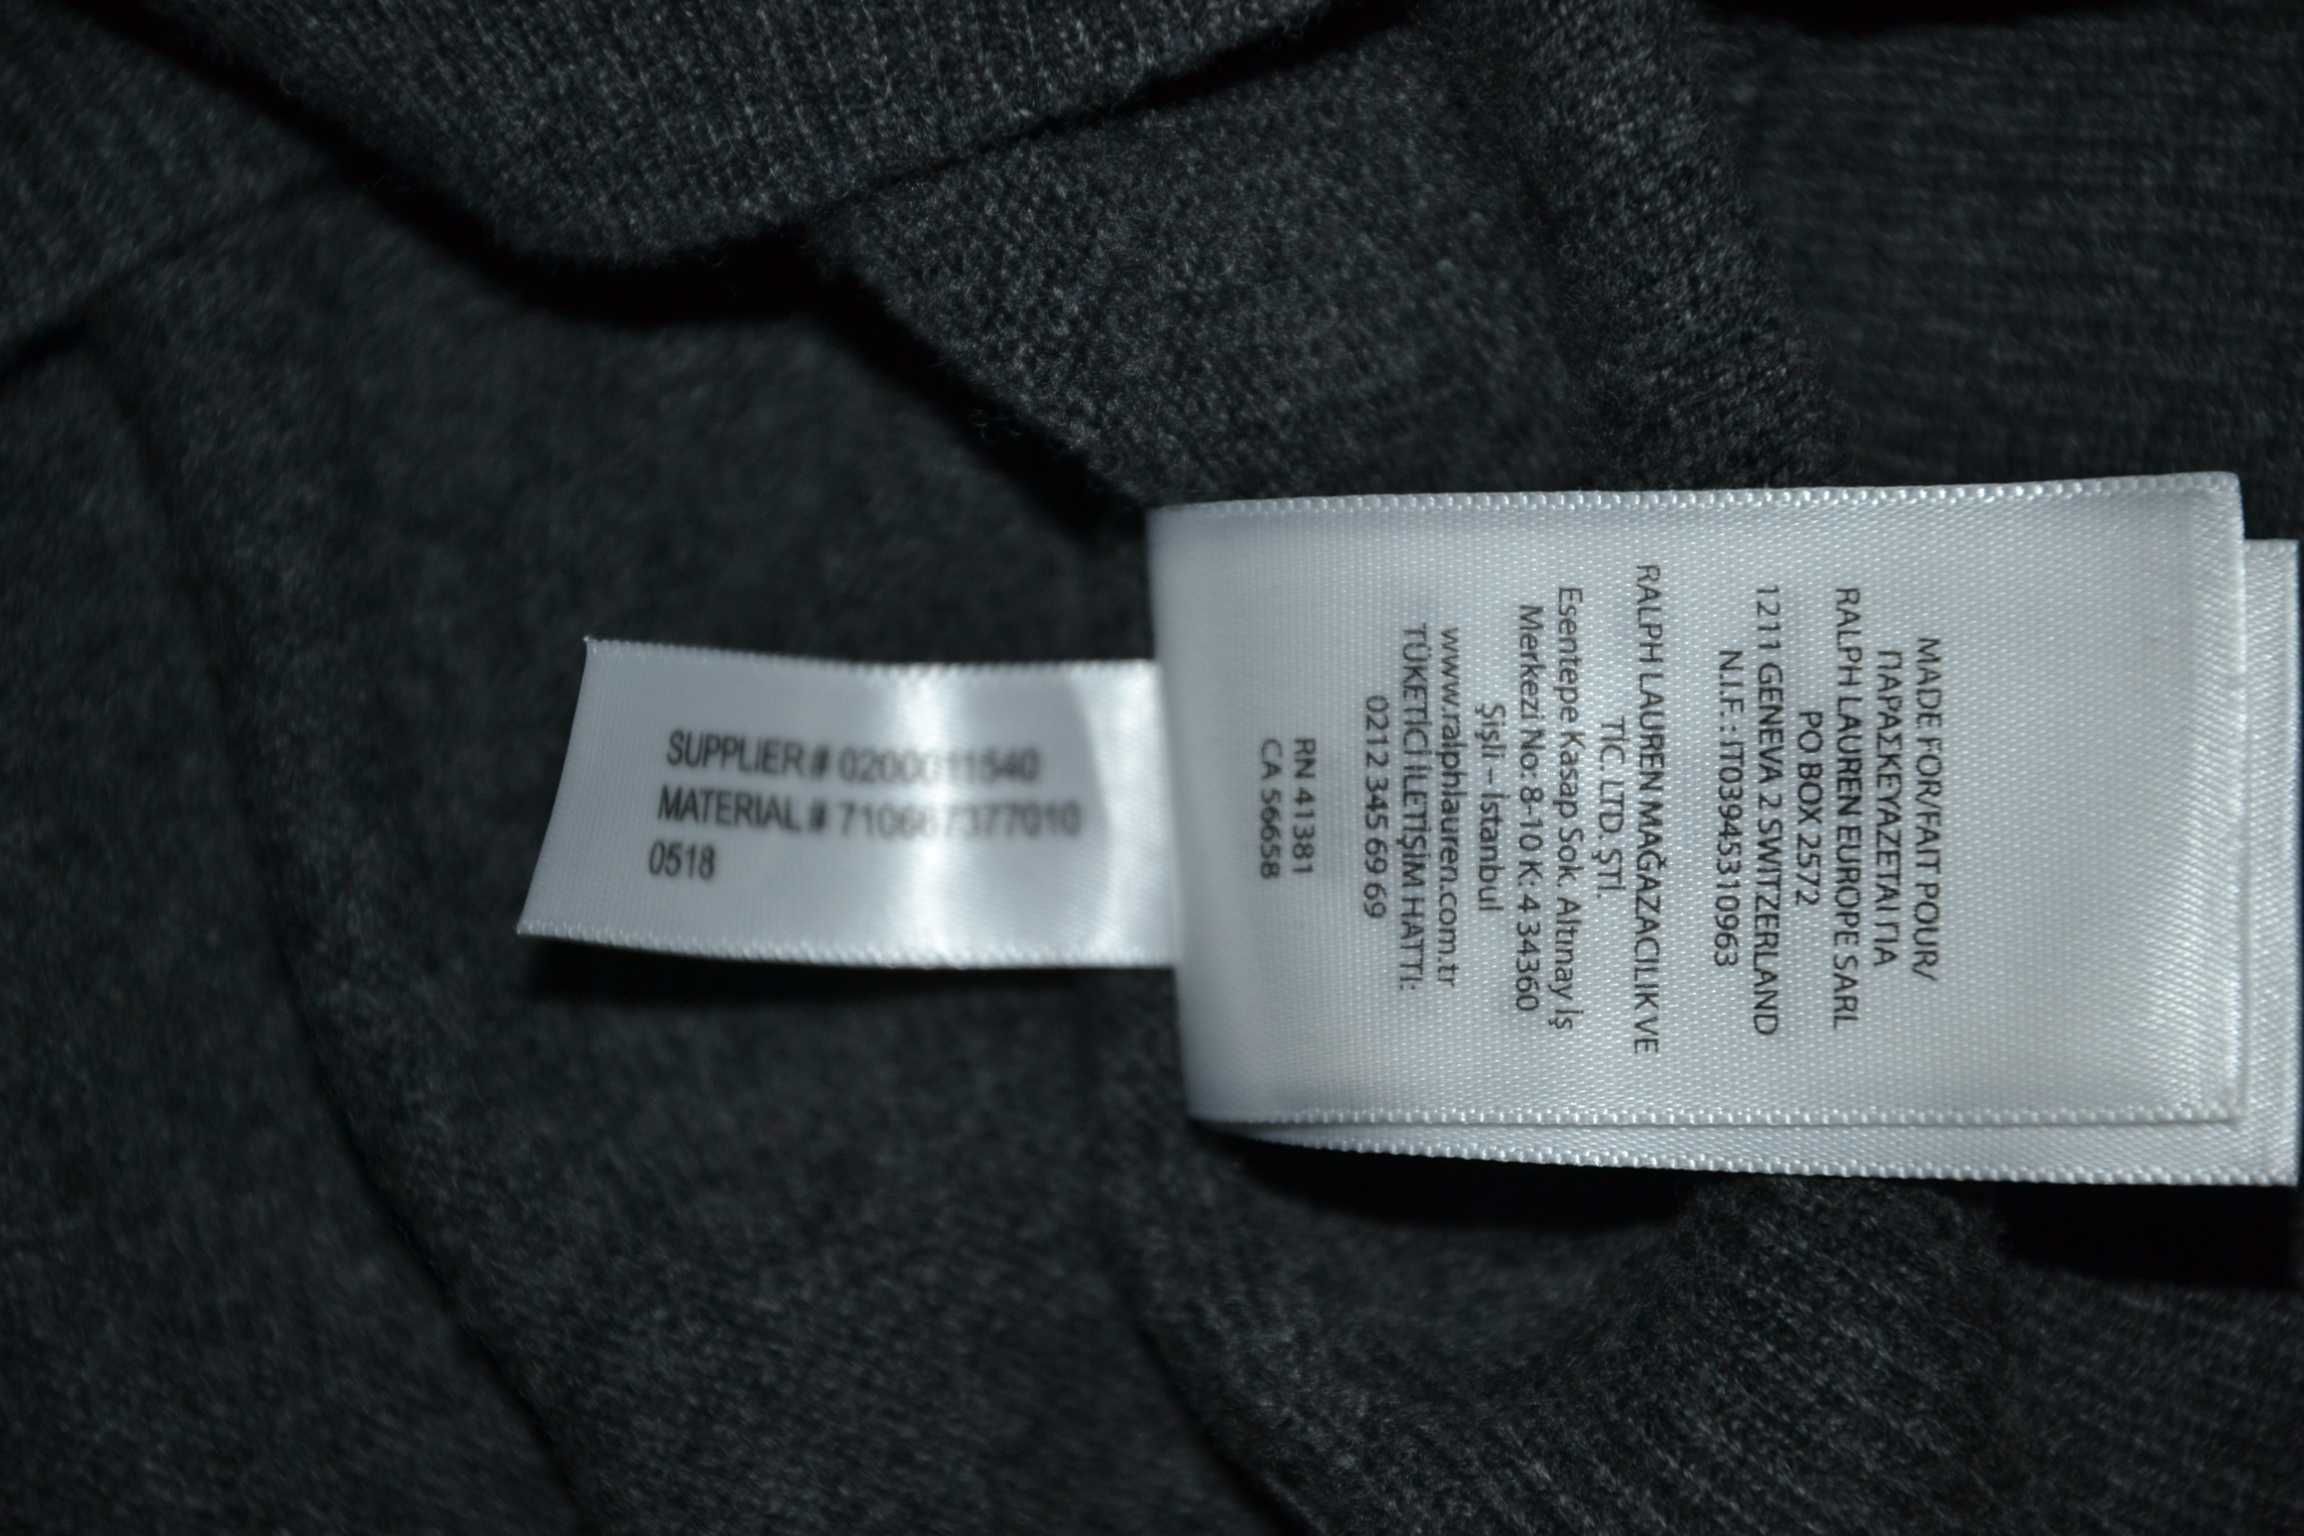 SUPPLIER # 0200011540
MATERIAL # 710667377010
0518
MADE FOR/FAIT POUR/
ΠΑΡΑΣΚΕΥΑΖΕΤΑΙ ΓΙΑ
RALPH LAUREN EUROPE SARL
PO BOX 25572
1211 GENEVA 2 SWITZERLAND
N.I.F. : IT03945310963
RALPH LAUREN MAĞAZACILIK VE
TİC. LTD. ŞTİ.
Esentepe Kasap Sok. Altınay İş
Merkezi No: 8-10 K: 4 34360
Şişli – İstanbul
www.ralphlauren.com.tr
TÜKETİCİ İLETİŞİM HATTI:
0212 345 69 69
RN 41381
CA 56658